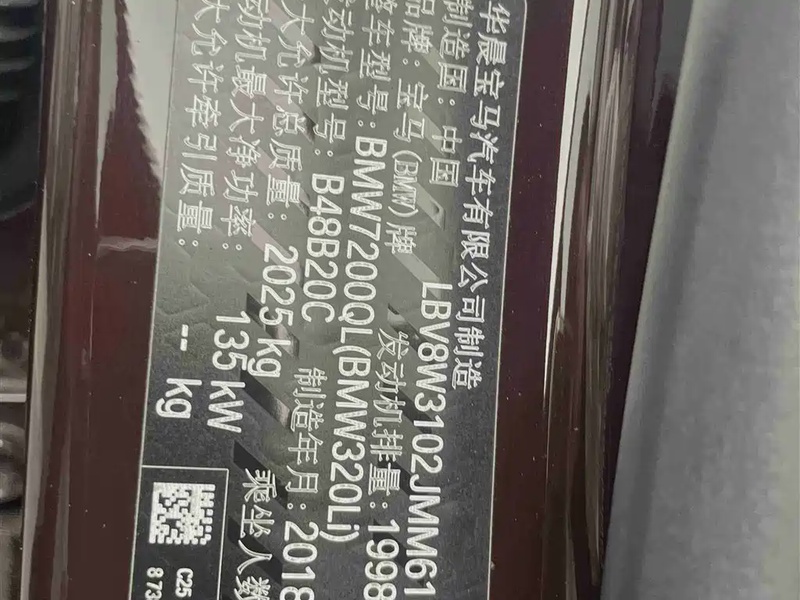 华晨宝马汽车有限公司制造
制造国：中国 LBV8W3102JMM61
品牌：宝马(BMW)牌 发动机排量：1998
整车型号：BMW7200QL(BMW320Li)
发动机型号：B48B20C 制造年月：2018
大允许总质量：2025 kg 乘坐人数
动机最大净功率：135 kW
大允许牵引质量： -- kg
C25
873